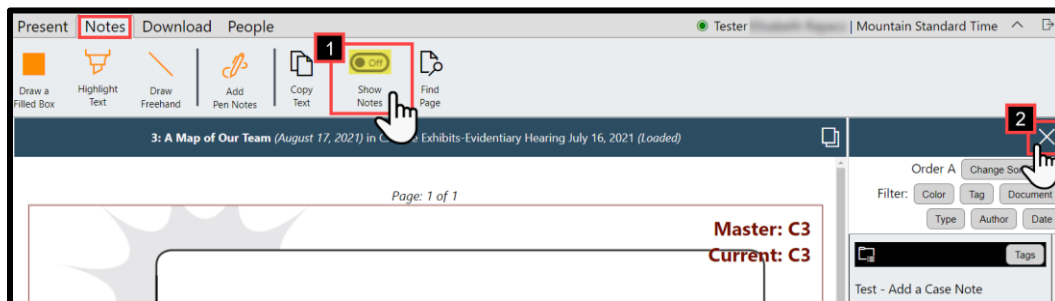 Present Notes Download People Tester | Mountain Standard Time
1
Off
Draw a Filled Box
Highlight Text
Draw Freehand
Add Pen Notes
Copy Text
Show Notes
Find Page
3: A Map of Our Team (August 17, 2021) in Exhibits-Evidentiary Hearing July 16, 2021 (Loaded)
2
Order A Change
Filter: Color Tag Document
Type Author Date
Page: 1 of 1
Master: C3
Current: C3
Tags
Test - Add a Case Note